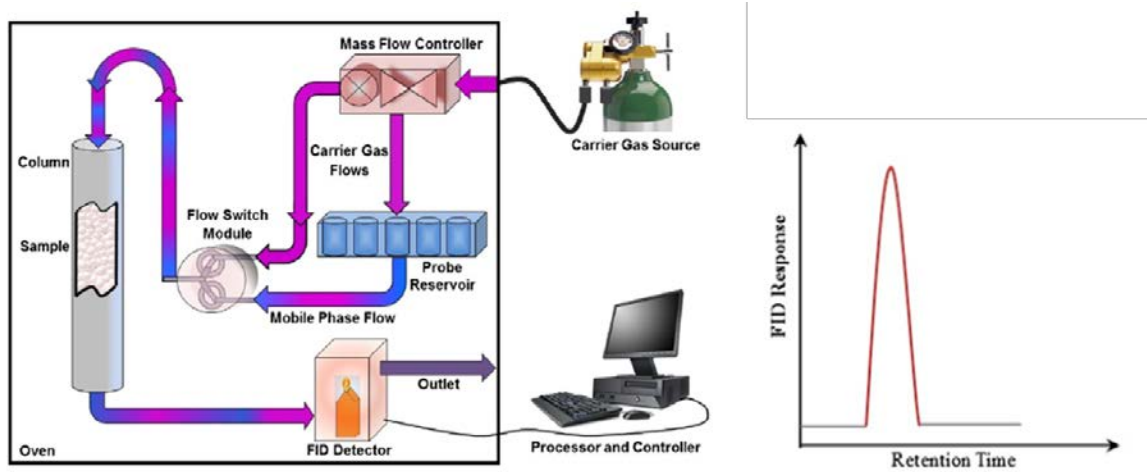 Mass Flow Controller
Carrier Gas Source
Column
Carrier Gas
Flows
Flow Switch
Module
Sample
Probe
Reservoir
Mobile Phase Flow
Outlet
FID Detector
Oven
Processor and Controller
FID Response
Retention Time